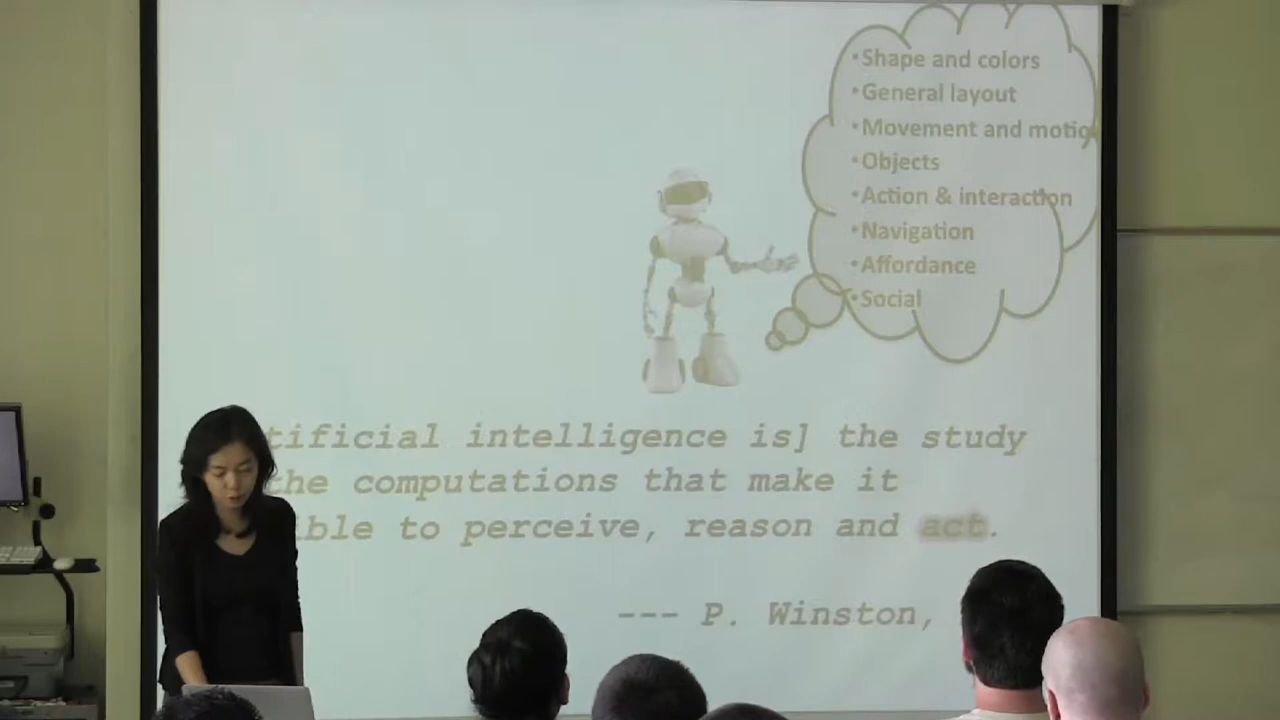 •Shape and colors
•General layout
•Movement and motio
•Objects
•Action & interaction
•Navigation
•Affordance
•Social
tificial intelligence is] the study
the computations that make it
ible to perceive, reason and act.
--- P. Winston,